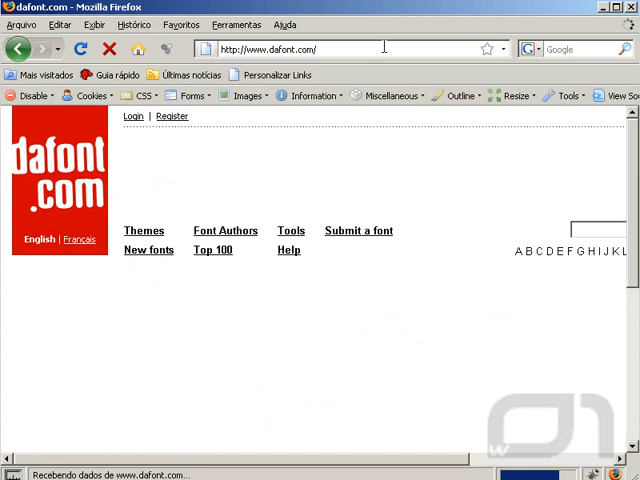 dafont.com - Mozilla Firefox
Arquivo Editar Exibir Histórico Favoritos Ferramentas Ajuda
http://www.dafont.com/ Google
Mais visitados Guia rápido Últimas notícias Personalizar Links
Disable Cookies CSS Forms Images Information Miscellaneous Outline Resize Tools View Sou
Login | Register
dafont
.com
English | Français
Themes Font Authors Tools Submit a font
New fonts Top 100 Help
A B C D E F G H I J K L
w
Recebendo dados de www.dafont.com...